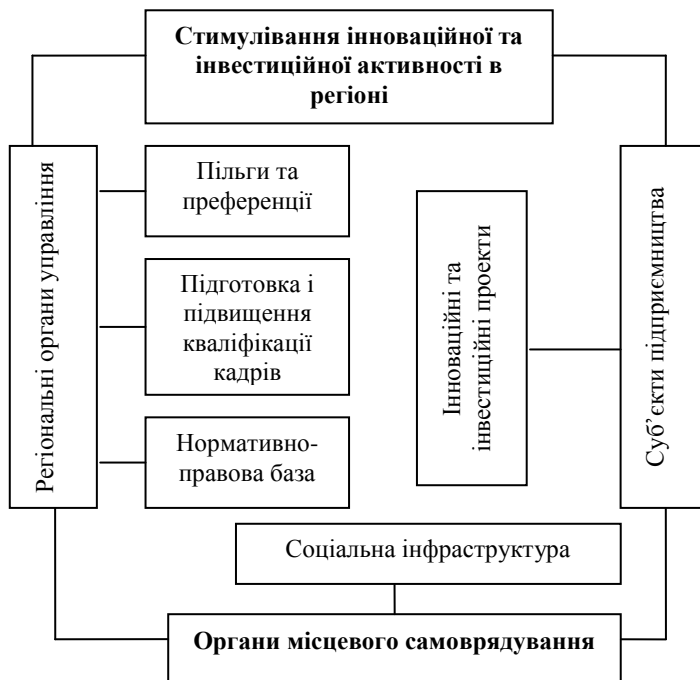 Стимулівання інноваційної та
інвестиційної активності в
регіоні
Регіональні органи управління
Пільги та
преференції
Підготовка і
підвищення
кваліфікації
кадрів
Нормативно-
правова база
Інноваційні та
інвестиційні проекти
Суб’єкти підприємництва
Соціальна інфраструктура
Органи місцевого самоврядування